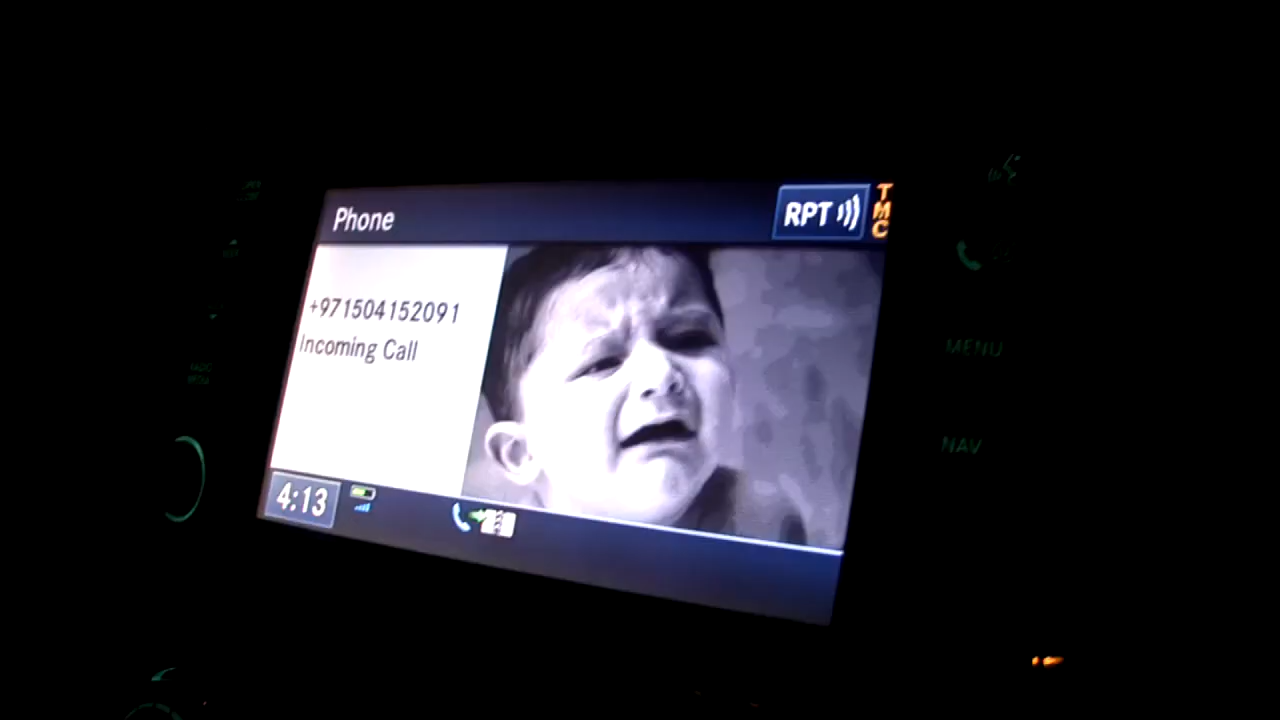 Phone
RPT
TMC
+971504152091
Incoming Call
4:13
MENU
NAV